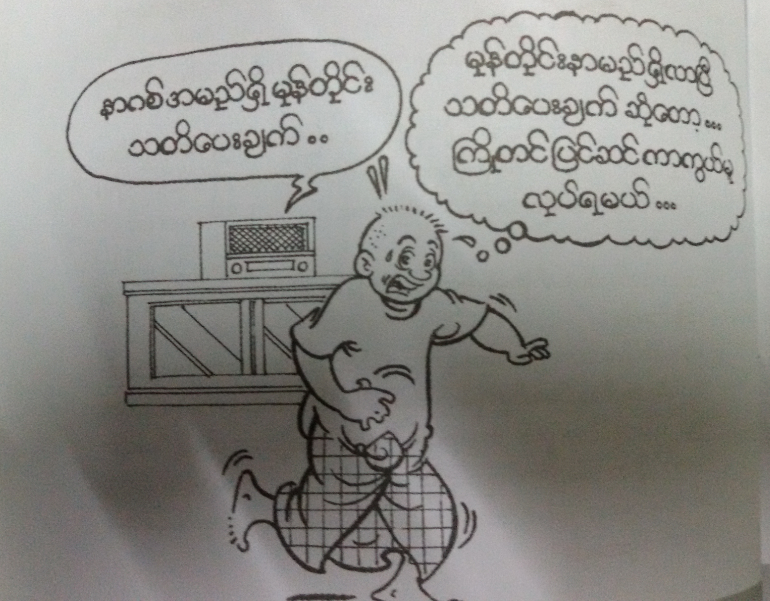 နာဂစ်အမည်ရှိ မုန်တိုင်း
သတိပေးချက် . .
မုန်တိုင်းနာမည်ရှိလာပြီ
သတိပေးချက် ဆိုတော့...
ကြိုတင်ပြင်ဆင်ကာကွယ်မှု
လုပ်ရမယ်...